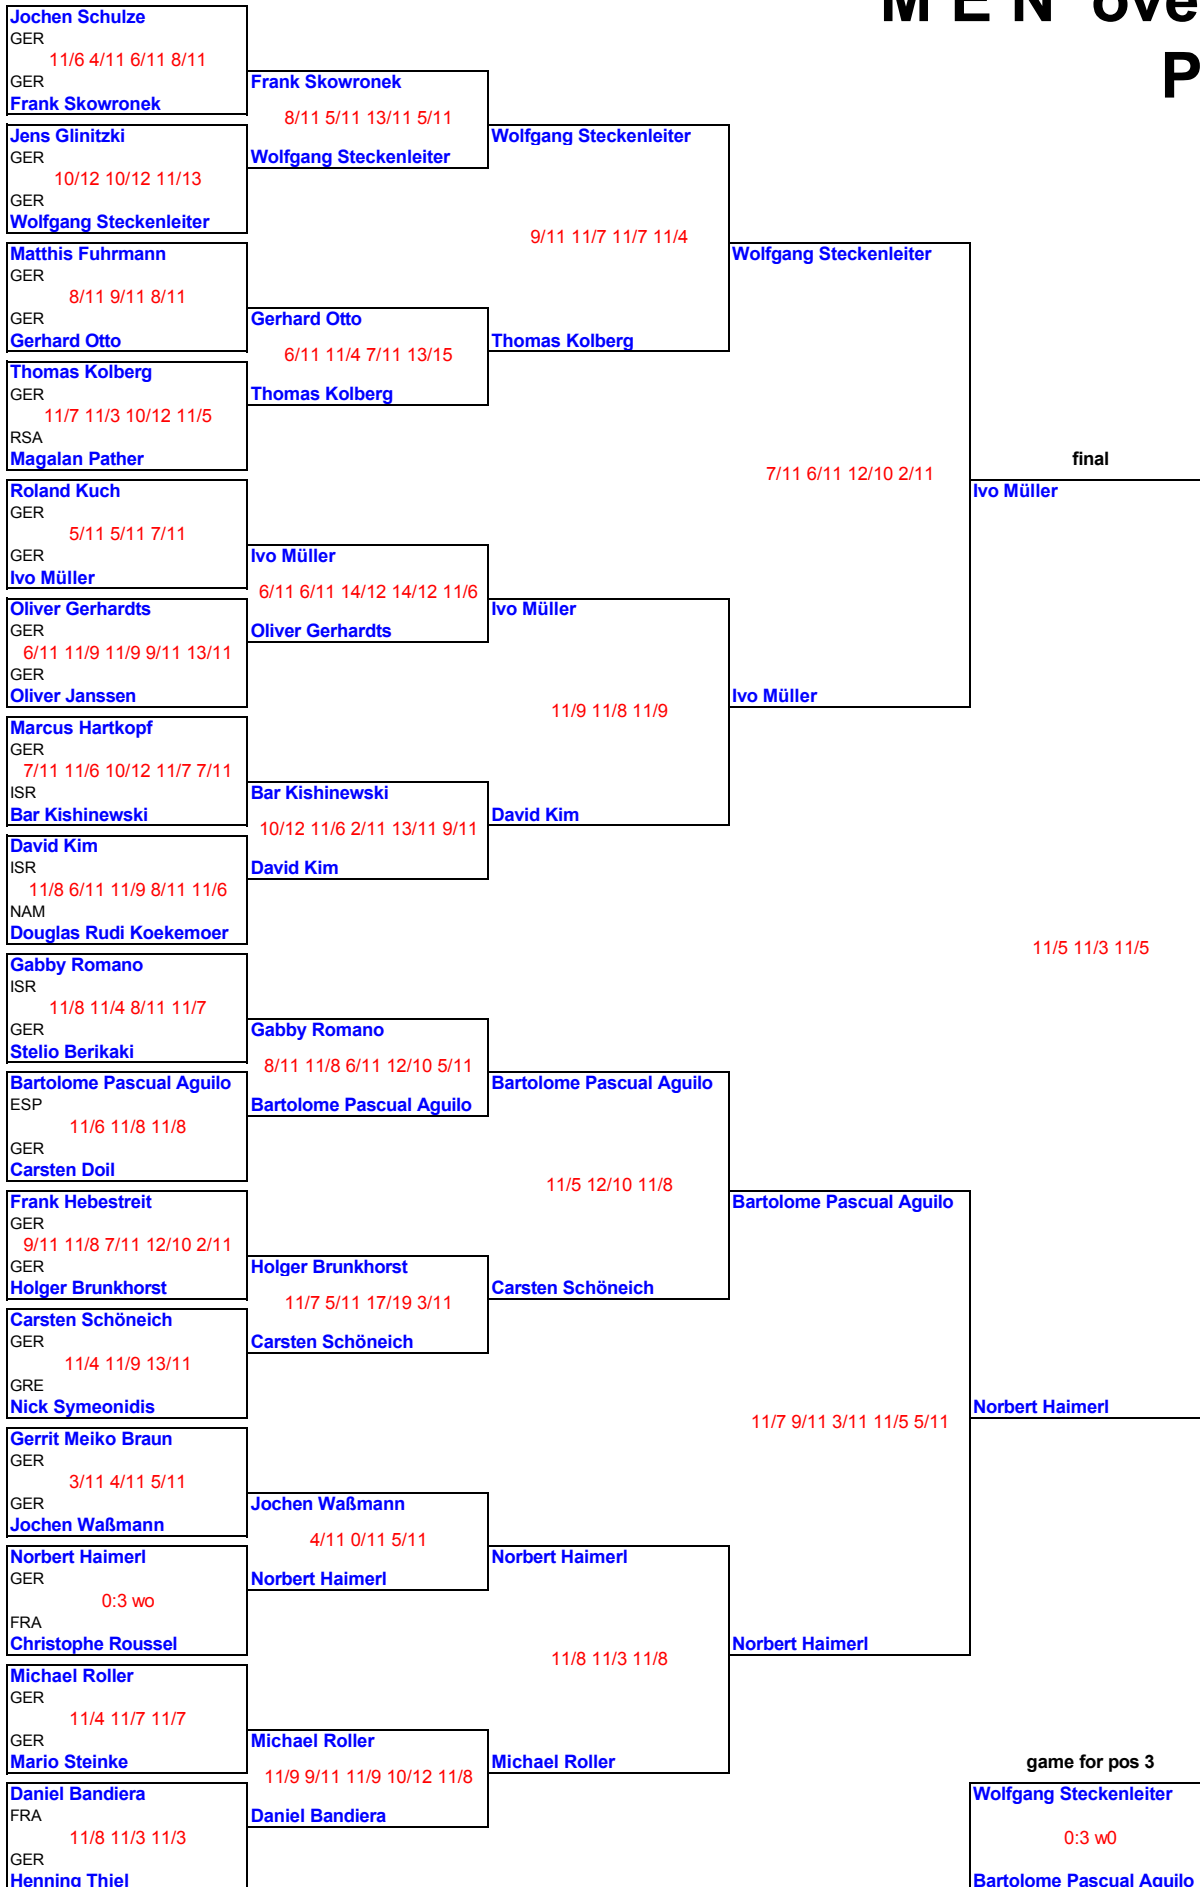 M E N ove
P
Jochen Schulze
GER
11/6 4/11 6/11 8/11
GER
Frank Skowronek
Jens Glinitzki
GER
10/12 10/12 11/13
GER
Wolfgang Steckenleiter
Matthis Fuhrmann
GER
8/11 9/11 8/11
GER
Gerhard Otto
Thomas Kolberg
GER
11/7 11/3 10/12 11/5
RSA
Magalan Pather
Roland Kuch
GER
5/11 5/11 7/11
GER
Ivo Müller
Oliver Gerhardts
GER
6/11 11/9 11/9 9/11 13/11
GER
Oliver Janssen
Marcus Hartkopf
GER
7/11 11/6 10/12 11/7 7/11
ISR
Bar Kishinewski
David Kim
ISR
11/8 6/11 11/9 8/11 11/6
NAM
Douglas Rudi Koekemoer
Gabby Romano
ISR
11/8 11/4 8/11 11/7
GER
Stelio Berikaki
Bartolome Pascual Aguilo
ESP
11/6 11/8 11/8
GER
Carsten Doil
Frank Hebestreit
GER
9/11 11/8 7/11 12/10 2/11
GER
Holger Brunkhorst
Carsten Schöneich
GER
11/4 11/9 13/11
GRE
Nick Symeonidis
Gerrit Meiko Braun
GER
3/11 4/11 5/11
GER
Jochen Waßmann
Norbert Haimerl
GER
0:3 wo
FRA
Christophe Roussel
Michael Roller
GER
11/4 11/7 11/7
GER
Mario Steinke
Daniel Bandiera
FRA
11/8 11/3 11/3
GER
Henning Thiel
Frank Skowronek
8/11 5/11 13/11 5/11
Wolfgang Steckenleiter
Gerhard Otto
6/11 11/4 7/11 13/15
Thomas Kolberg
Ivo Müller
6/11 6/11 14/12 14/12 11/6
Oliver Gerhardts
Bar Kishinewski
10/12 11/6 2/11 13/11 9/11
David Kim
Gabby Romano
8/11 11/8 6/11 12/10 5/11
Bartolome Pascual Aguilo
Holger Brunkhorst
11/7 5/11 17/19 3/11
Carsten Schöneich
Jochen Waßmann
4/11 0/11 5/11
Norbert Haimerl
Michael Roller
11/9 9/11 11/9 10/12 11/8
Daniel Bandiera
Wolfgang Steckenleiter
9/11 11/7 11/7 11/4
Thomas Kolberg
Ivo Müller
11/9 11/8 11/9
David Kim
Bartolome Pascual Aguilo
11/5 12/10 11/8
Carsten Schöneich
Norbert Haimerl
11/8 11/3 11/8
Michael Roller
Wolfgang Steckenleiter
7/11 6/11 12/10 2/11
Ivo Müller
Bartolome Pascual Aguilo
11/7 9/11 3/11 11/5 5/11
Norbert Haimerl
final
Ivo Müller
11/5 11/3 11/5
Norbert Haimerl
game for pos 3
Wolfgang Steckenleiter
0:3 w0
Bartolome Pascual Aguilo